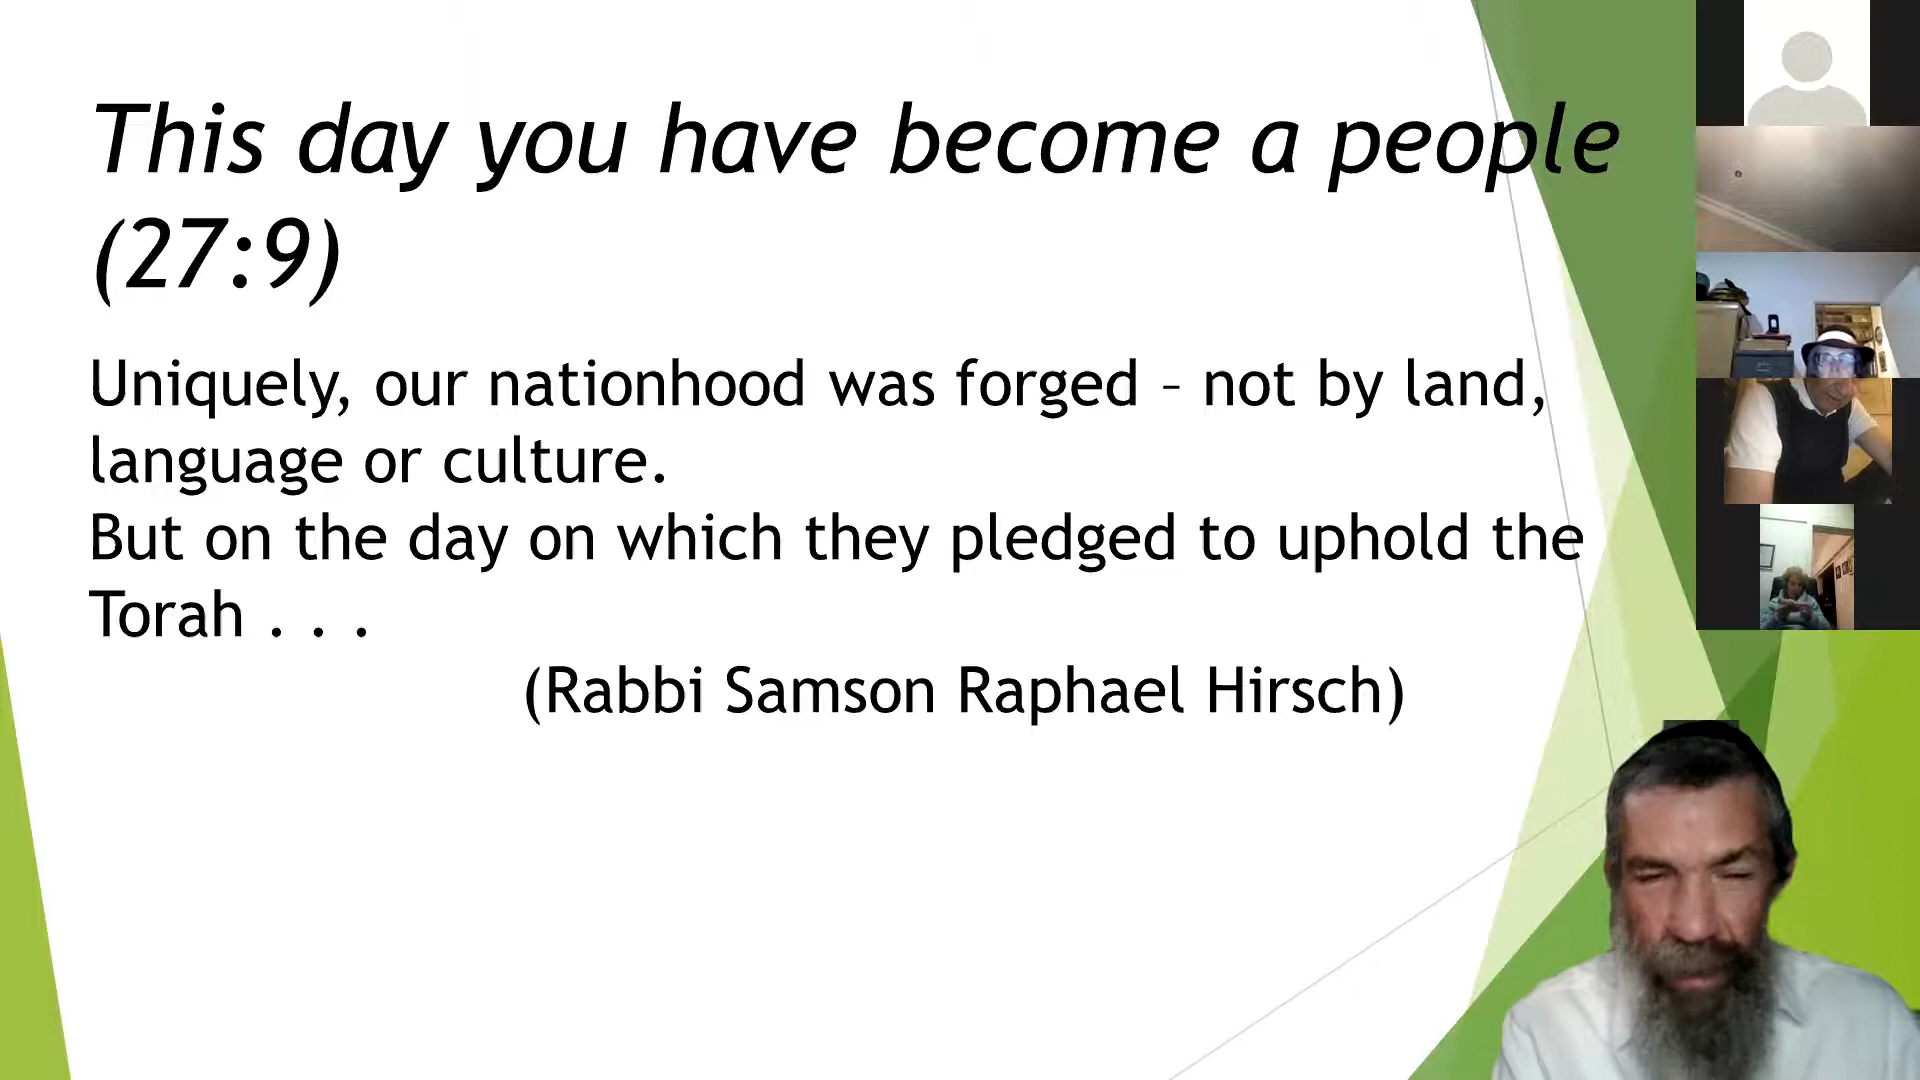 This day you have become a people
(27:9)
Uniquely, our nationhood was forged – not by land,
language or culture.
But on the day on which they pledged to uphold the
Torah . . .
(Rabbi Samson Raphael Hirsch)